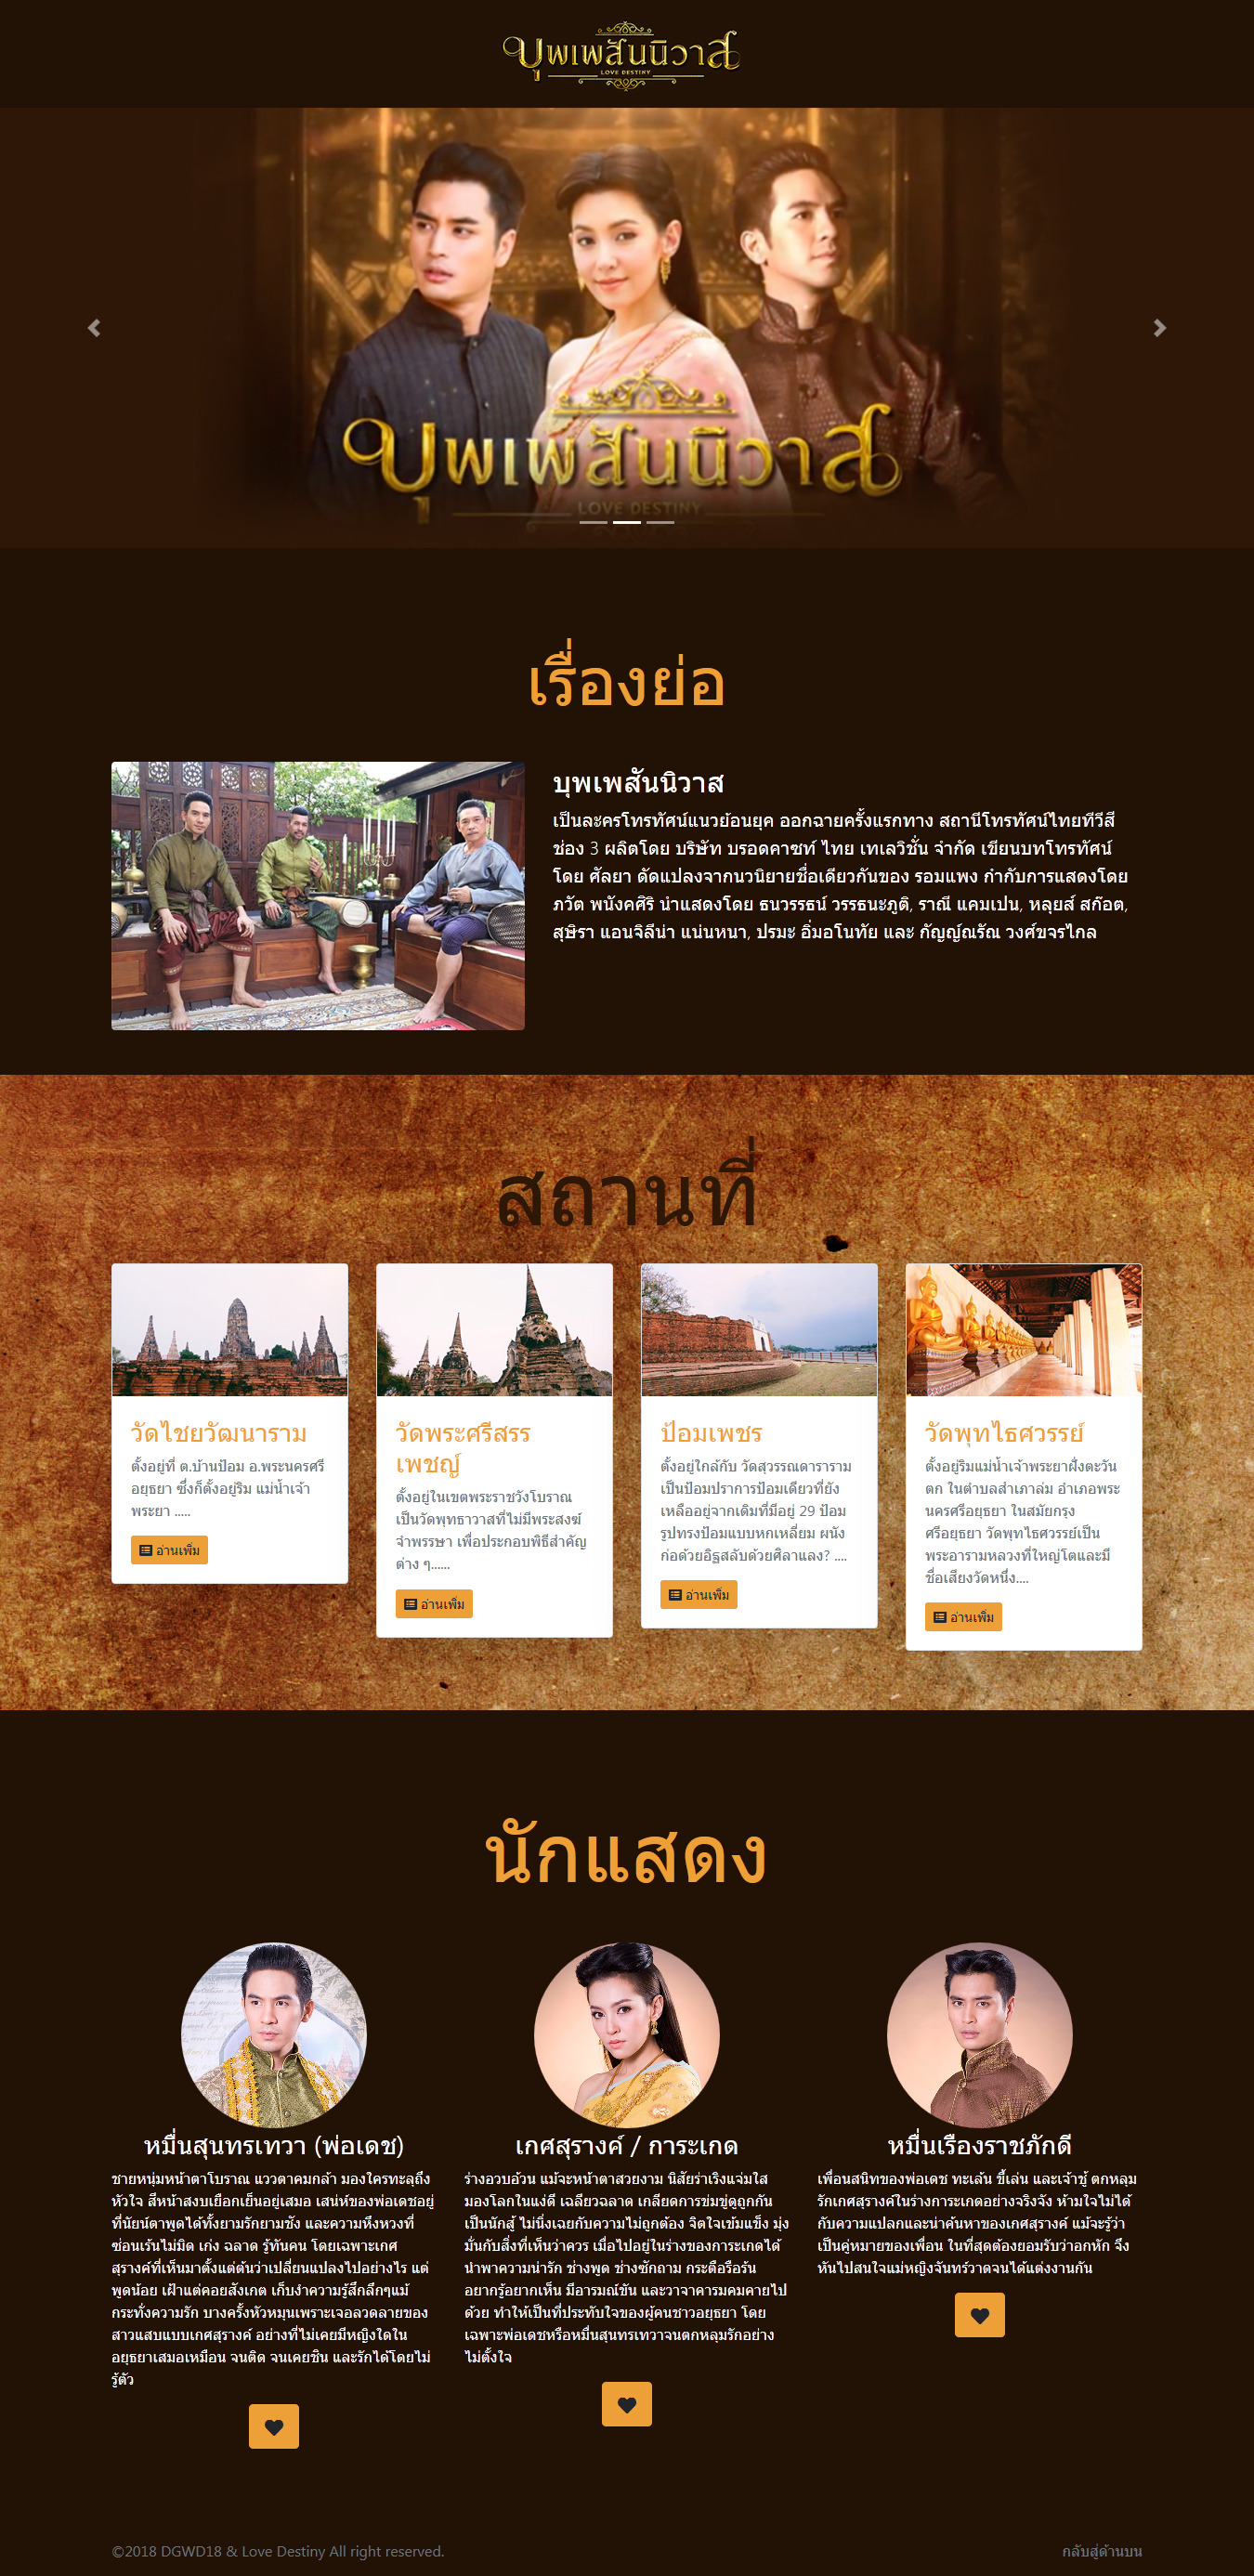 บุพเพสันนิวาส
LOVE DESTINY
บุพเพสันนิวาส
LOVE DESTINY
เรื่องย่อ
บุพเพสันนิวาส
เป็นละครโทรทัศน์แนวย้อนยุค ออกฉายครั้งแรกทาง สถานีโทรทัศน์ไทยทีวีสี
ช่อง 3 ผลิตโดย บริษัท บรอดคาซท์ ไทย เทเลวิชั่น จำกัด เขียนบทโทรทัศน์
โดย ศัลยา ดัดแปลงจากนวนิยายชื่อเดียวกันของ รอมแพง กำกับการแสดงโดย
ภวัต พนังคศิริ นำแสดงโดย ธนวรรธน์ วรรธนะภูติ, ราณี แคมเปน, หลุยส์ สก๊อต,
สุษิรา แอนจิลีน่า แน่นหนา, ปรมะ อิ่มอโนทัย และ กัญญ์ณรัณ วงศ์ขจรไกล
สถานที่
วัดไชยวัฒนาราม
ตั้งอยู่ที่ ต.บ้านป้อม อ.พระนครศรี
อยุธยา ซึ่งก็ตั้งอยู่ริม แม่น้ำเจ้า
พระยา .....
อ่านเพิ่ม
วัดพระศรีสรร
เพชญ์
ตั้งอยู่ในเขตพระราชวังโบราณ
เป็นวัดพุทธาวาสที่ไม่มีพระสงฆ์
จำพรรษา เพื่อประกอบพิธีสำคัญ
ต่าง ๆ......
อ่านเพิ่ม
ป้อมเพชร
ตั้งอยู่ใกล้กับ วัดสุวรรณดาราราม
เป็นป้อมปราการป้อมเดียวที่ยัง
เหลืออยู่จากเดิมที่มีอยู่ 29 ป้อม
รูปทรงป้อมแบบหกเหลี่ยม ผนัง
ก่อด้วยอิฐสลับด้วยศิลาแลง? ....
อ่านเพิ่ม
วัดพุทไธศวรรย์
ตั้งอยู่ริมแม่น้ำเจ้าพระยาฝั่งตะวัน
ตก ในตำบลสำเภาล่ม อำเภอพระ
นครศรีอยุธยา ในสมัยกรุง
ศรีอยุธยา วัดพุทไธศวรรย์เป็น
พระอารามหลวงที่ใหญ่โตและมี
ชื่อเสียงวัดหนึ่ง....
อ่านเพิ่ม
นักแสดง
หมื่นสุนทรเทวา (พ่อเดช)
ชายหนุ่มหน้าตาโบราณ แววตาคมกล้า มองใครทะลุถึง
หัวใจ สีหน้าสงบเยือกเย็นอยู่เสมอ เสน่ห์ของพ่อเดชอยู่
ที่นัยน์ตาพูดได้ทั้งยามรักยามชัง และความหึงหวงที่
ซ่อนเร้นไม่มิด เก่ง ฉลาด รู้ทันคน โดยเฉพาะเกศ
สุรางค์ที่เห็นมาตั้งแต่ต้นว่าเปลี่ยนแปลงไปอย่างไร แต่
พูดน้อย เฝ้าแต่คอยสังเกต เก็บงำความรู้สึกลึกๆแม้
กระทั่งความรัก บางครั้งหัวหมุนเพราะเจอลวดลายของ
สาวแสบแบบเกศสุรางค์ อย่างที่ไม่เคยมีหญิงใดใน
อยุธยาเสมอเหมือน จนติด จนเคยชิน และรักได้โดยไม่
รู้ตัว
เกศสุรางค์ / การะเกด
ร่างอวบอ้วน แม้จะหน้าตาสวยงาม นิสัยร่าเริงแจ่มใส
มองโลกในแง่ดี เฉลียวฉลาด เกลียดการข่มขู่ดูถูกกัน
เป็นนักสู้ ไม่นิ่งเฉยกับความไม่ถูกต้อง จิตใจเข้มแข็ง มุ่ง
มั่นกับสิ่งที่เห็นว่าควร เมื่อไปอยู่ในร่างของการะเกดได้
นำพาความน่ารัก ช่างพูด ช่างซักถาม กระตือรือร้น
อยากรู้อยากเห็น มีอารมณ์ขัน และวาจาคารมคมคายไป
ด้วย ทำให้เป็นที่ประทับใจของผู้คนชาวอยุธยา โดย
เฉพาะพ่อเดชหรือหมื่นสุนทรเทวาจนตกหลุมรักอย่าง
ไม่ตั้งใจ
หมื่นเรืองราชภักดี
เพื่อนสนิทของพ่อเดช ทะเล้น ขี้เล่น และเจ้าชู้ ตกหลุม
รักเกศสุรางค์ในร่างการะเกดอย่างจริงจัง ห้ามใจไม่ได้
กับความแปลกและน่าค้นหาของเกศสุรางค์ แม้จะรู้ว่า
เป็นคู่หมายของเพื่อน ในที่สุดต้องยอมรับว่าอกหัก จึง
หันไปสนใจแม่หญิงจันทร์วาดจนได้แต่งงานกัน
©2018 DGWD18 & Love Destiny All right reserved.
กลับสู่ด้านบน